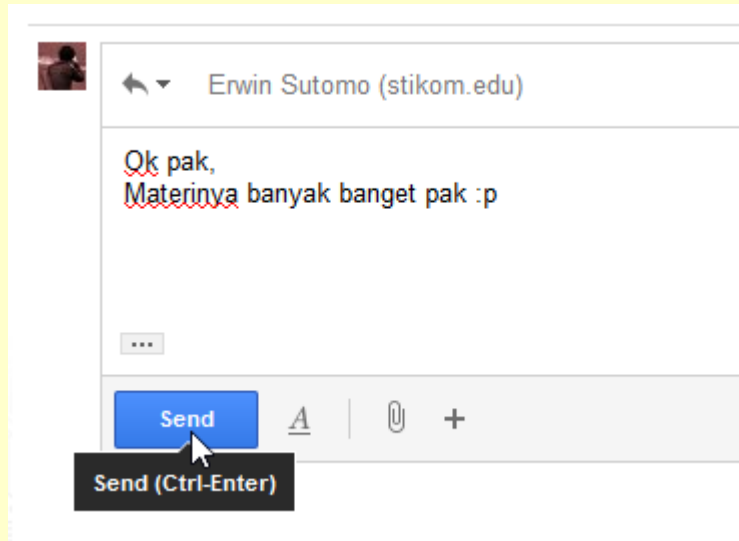 Erwin Sutomo (stikom.edu)
Ok pak,
Materinya banyak banget pak :p
Send
A
Send (Ctrl-Enter)